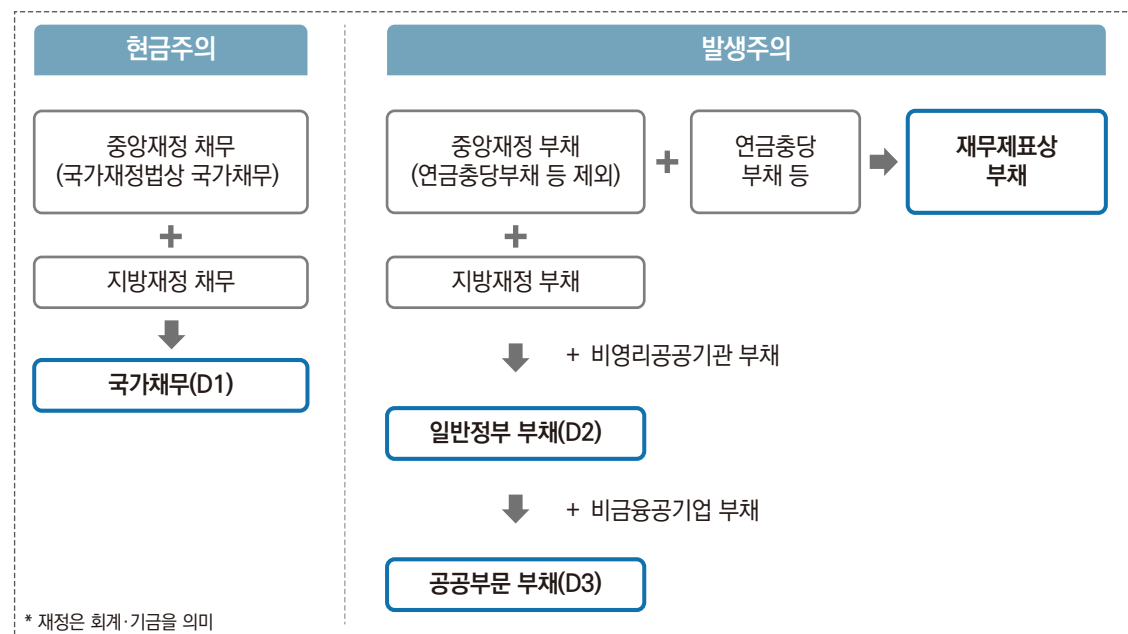 현금주의
중앙재정 채무
(국가재정법상 국가채무)
+
지방재정 채무
국가채무(D1)
발생주의
중앙재정 부채
(연금충당부채 등 제외)
+
연금충당
부채 등
재무제표상
부채
+
지방재정 부채
+ 비영리공공기관 부채
일반정부 부채(D2)
+ 비금융공기업 부채
공공부문 부채(D3)
* 재정은 회계·기금을 의미